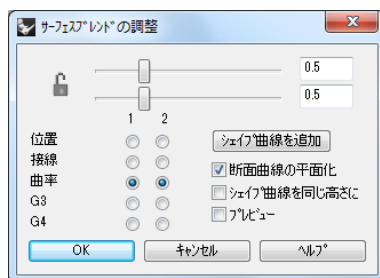 ｻｰﾌｪｽﾌﾞﾚﾝﾄﾞの調整
0.5
0.5
1 2
位置
接線
曲率
G3
G4
ｼｪｲﾌﾟ曲線を追加
断面曲線の平面化
ｼｪｲﾌﾟ曲線を同じ高さに
ﾌﾟﾚﾋﾞｭｰ
OK ｷｬﾝｾﾙ ﾍﾙﾌﾟ